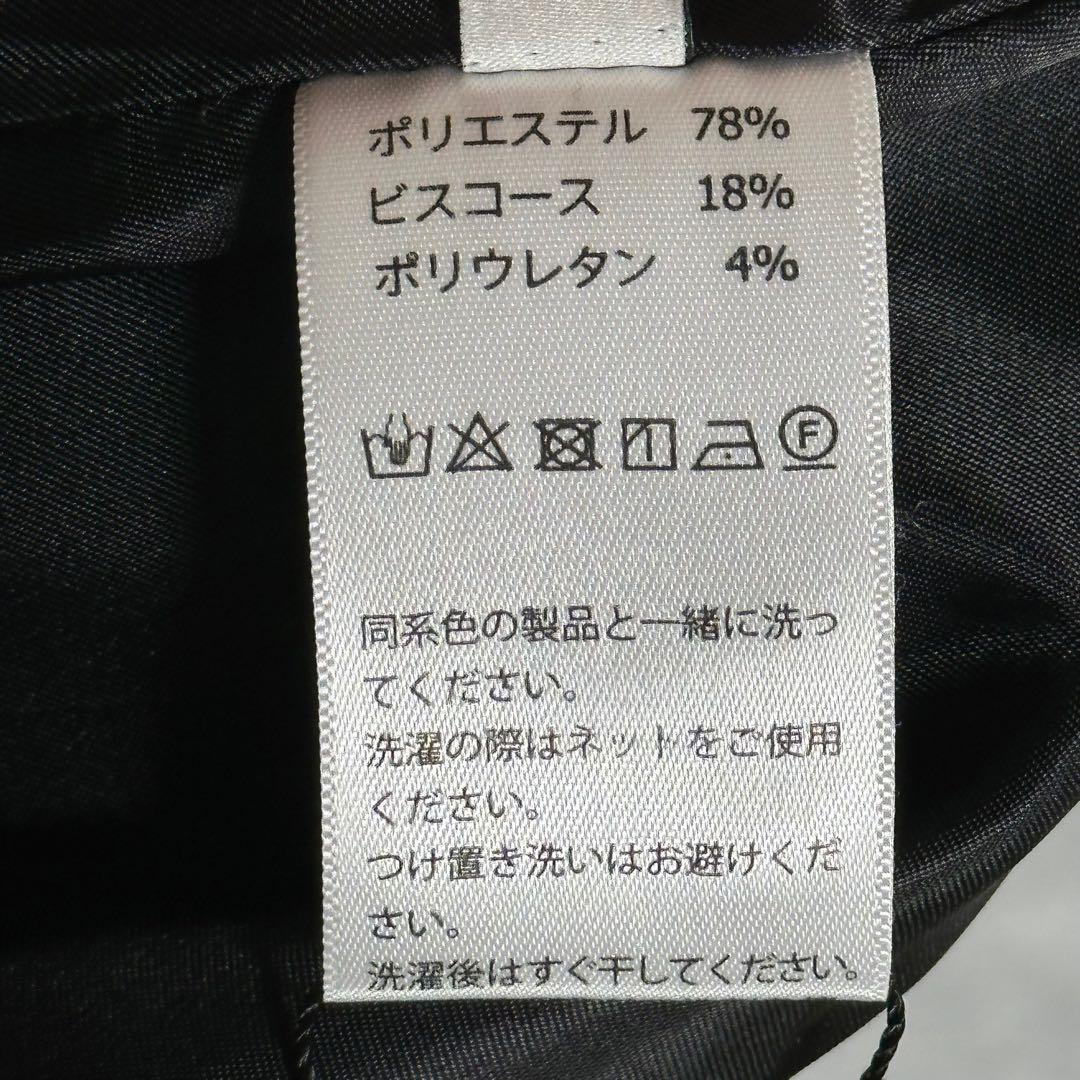 ポリエステル 78%
ビスコース 18%
ポリウレタン 4%
F
同系色の製品と一緒に洗っ
てください。
洗濯の際はネットをご使用
ください。
つけ置き洗いはお避けくだ
さい。
洗濯後はすぐ干してください。